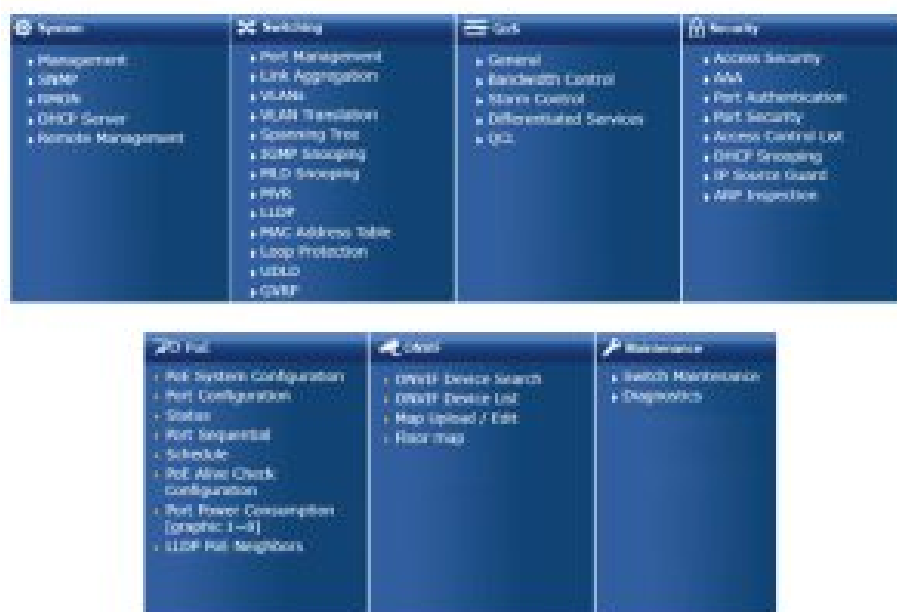 System
Management
SNMP
RMON
DHCP Server
Remote Management
Switching
Port Management
Link Aggregation
VLANs
VLAN Translation
Spanning Tree
IGMP Snooping
MLD Snooping
MVR
LLDP
MAC Address Table
Loop Protection
UDLD
GVRP
QoS
General
Bandwidth Control
Storm Control
Differentiated Services
QCL
Security
Access Security
AAA
Port Authentication
Port Security
Access Control List
DHCP Snooping
IP Source Guard
ARP Inspection
PoE
PoE System Configuration
Port Configuration
Status
Port Sequential
Schedule
PoE Alive Check
Configuration
Port Power Consumption
[graphic 1~8]
LLDP PoE Neighbors
ONVIF
ONVIF Device Search
ONVIF Device List
Map Upload / Edit
Floor map
Maintenance
Switch Maintenance
Diagnostics